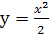 y = x²/2